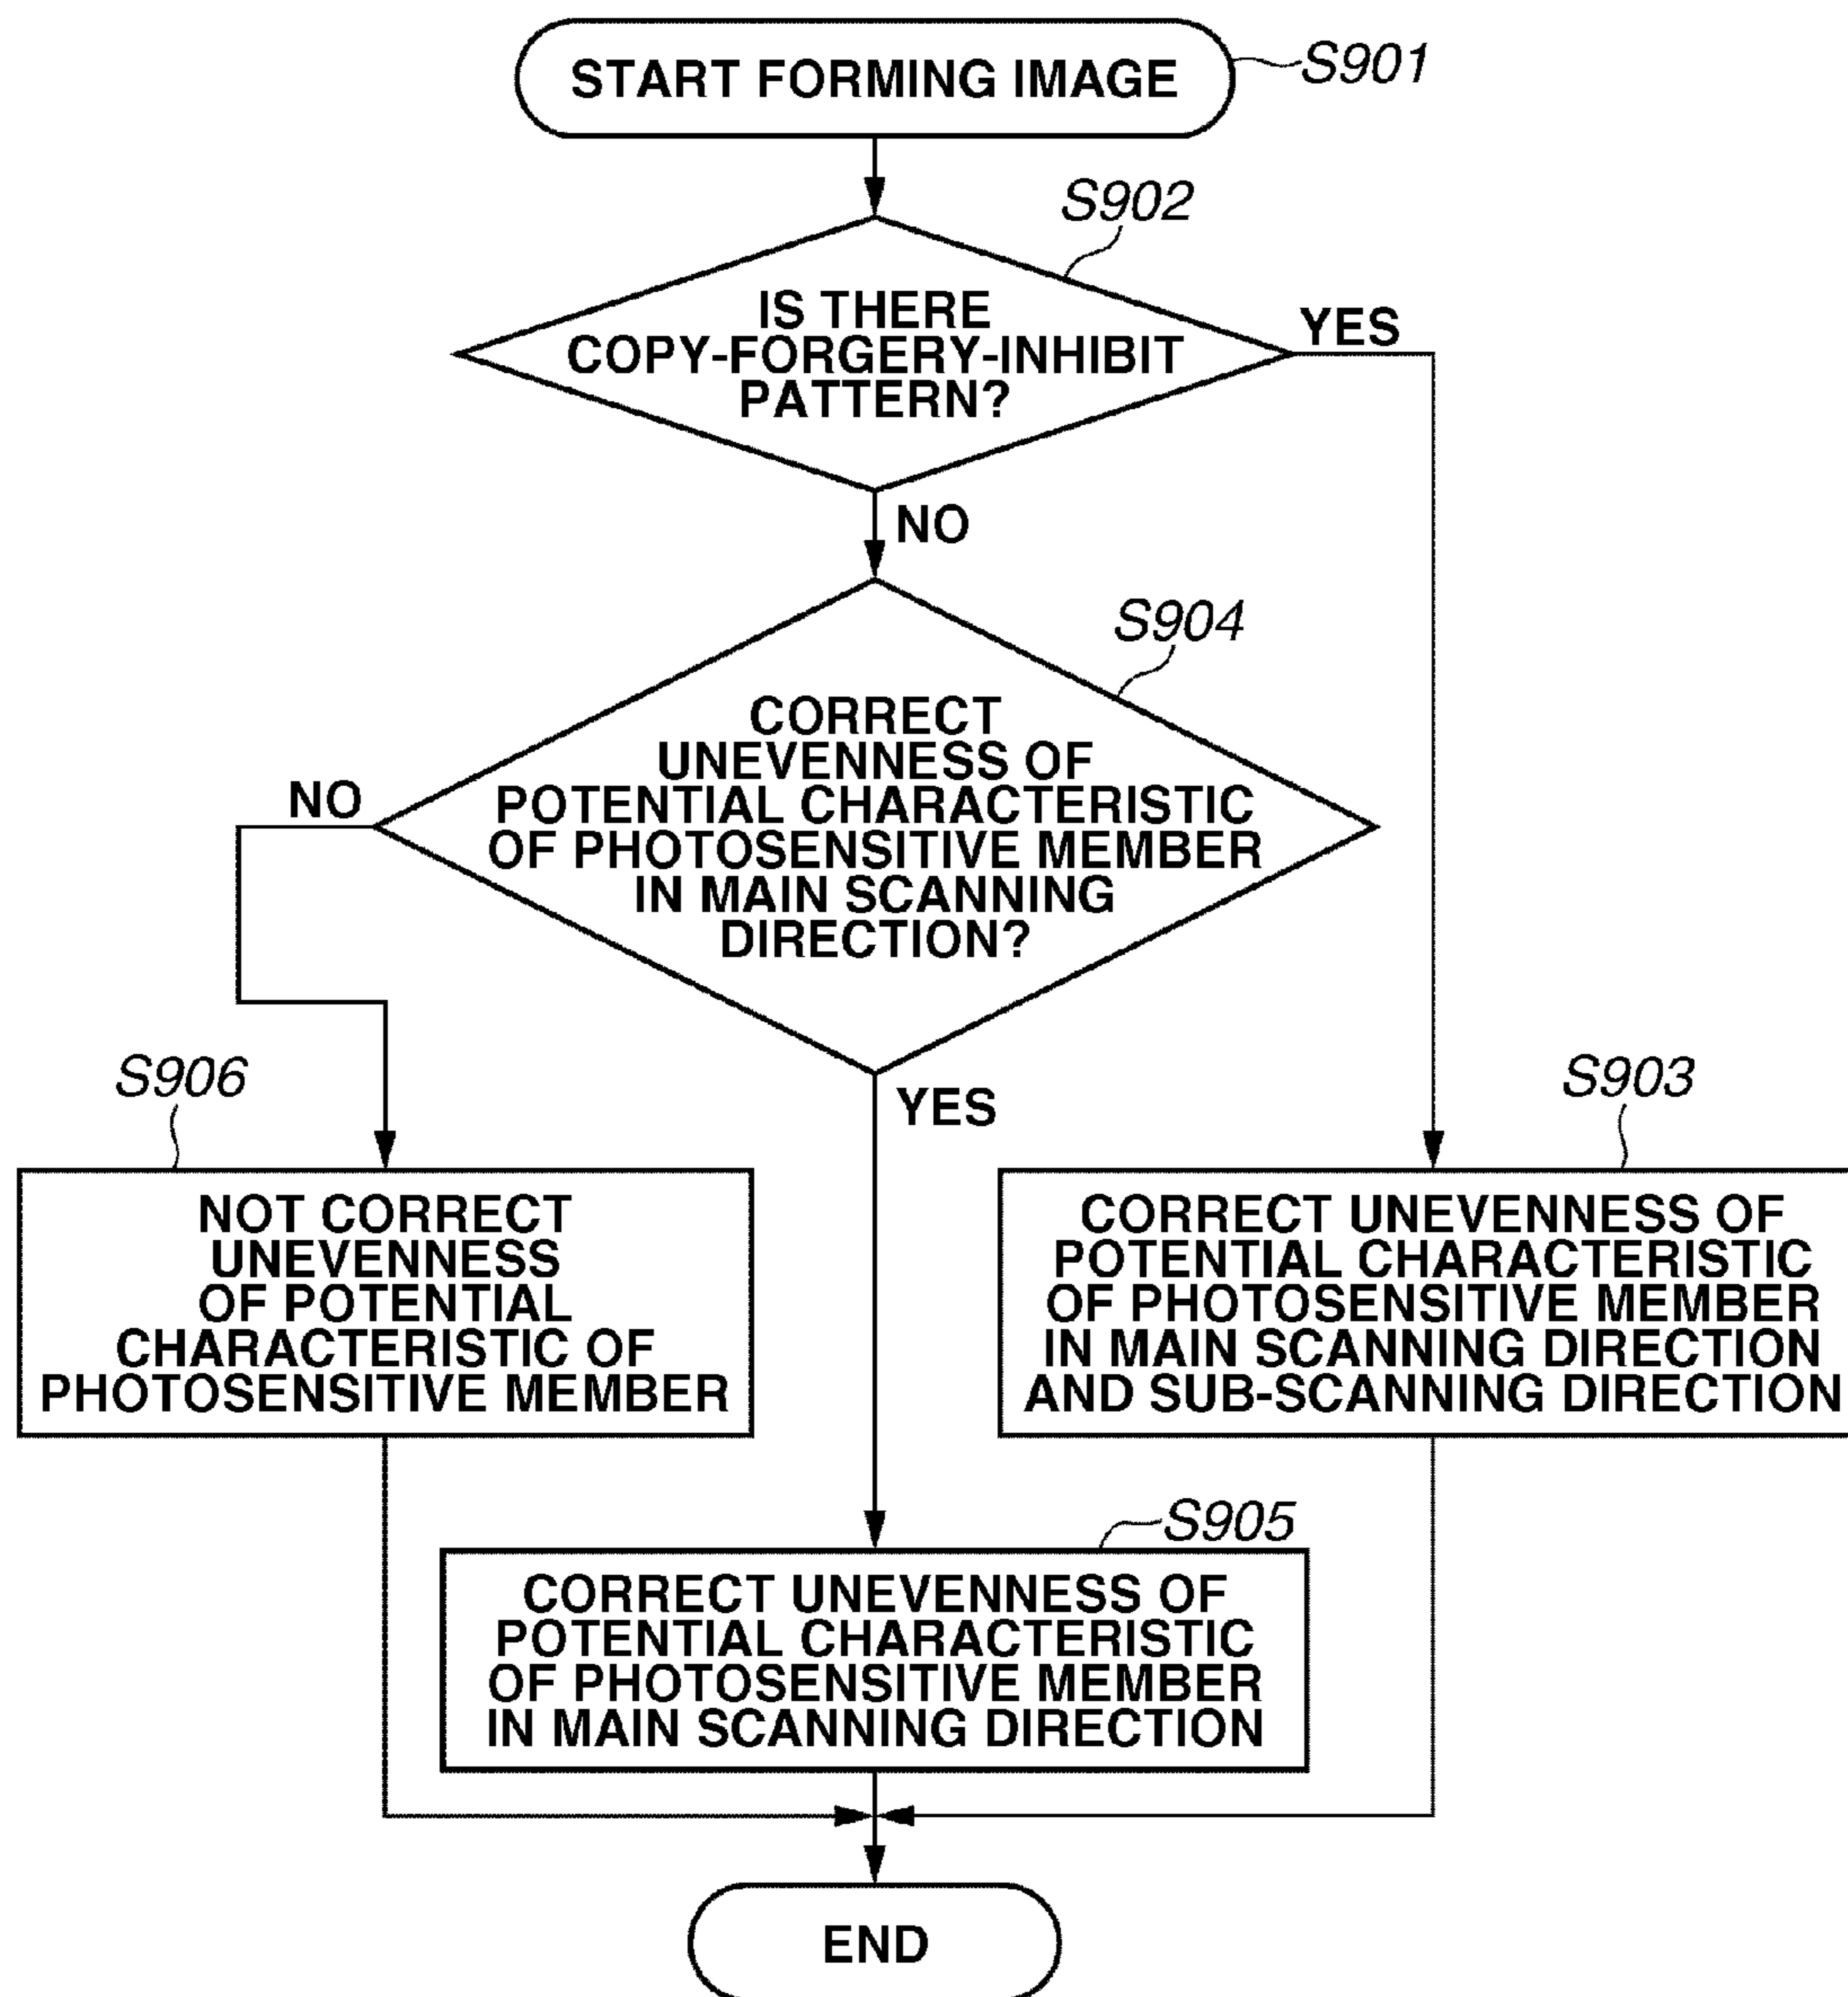 START FORMING IMAGE
S901
S902
IS THERE
COPY-FORGERY-INHIBIT
PATTERN?
YES
NO
S904
CORRECT
UNEVENNESS OF
POTENTIAL CHARACTERISTIC
OF PHOTOSENSITIVE MEMBER
IN MAIN SCANNING
DIRECTION?
NO
YES
S906
NOT CORRECT
UNEVENNESS
OF POTENTIAL
CHARACTERISTIC OF
PHOTOSENSITIVE MEMBER
S903
CORRECT UNEVENNESS OF
POTENTIAL CHARACTERISTIC
OF PHOTOSENSITIVE MEMBER
IN MAIN SCANNING DIRECTION
AND SUB-SCANNING DIRECTION
S905
CORRECT UNEVENNESS OF
POTENTIAL CHARACTERISTIC
OF PHOTOSENSITIVE MEMBER
IN MAIN SCANNING DIRECTION
END